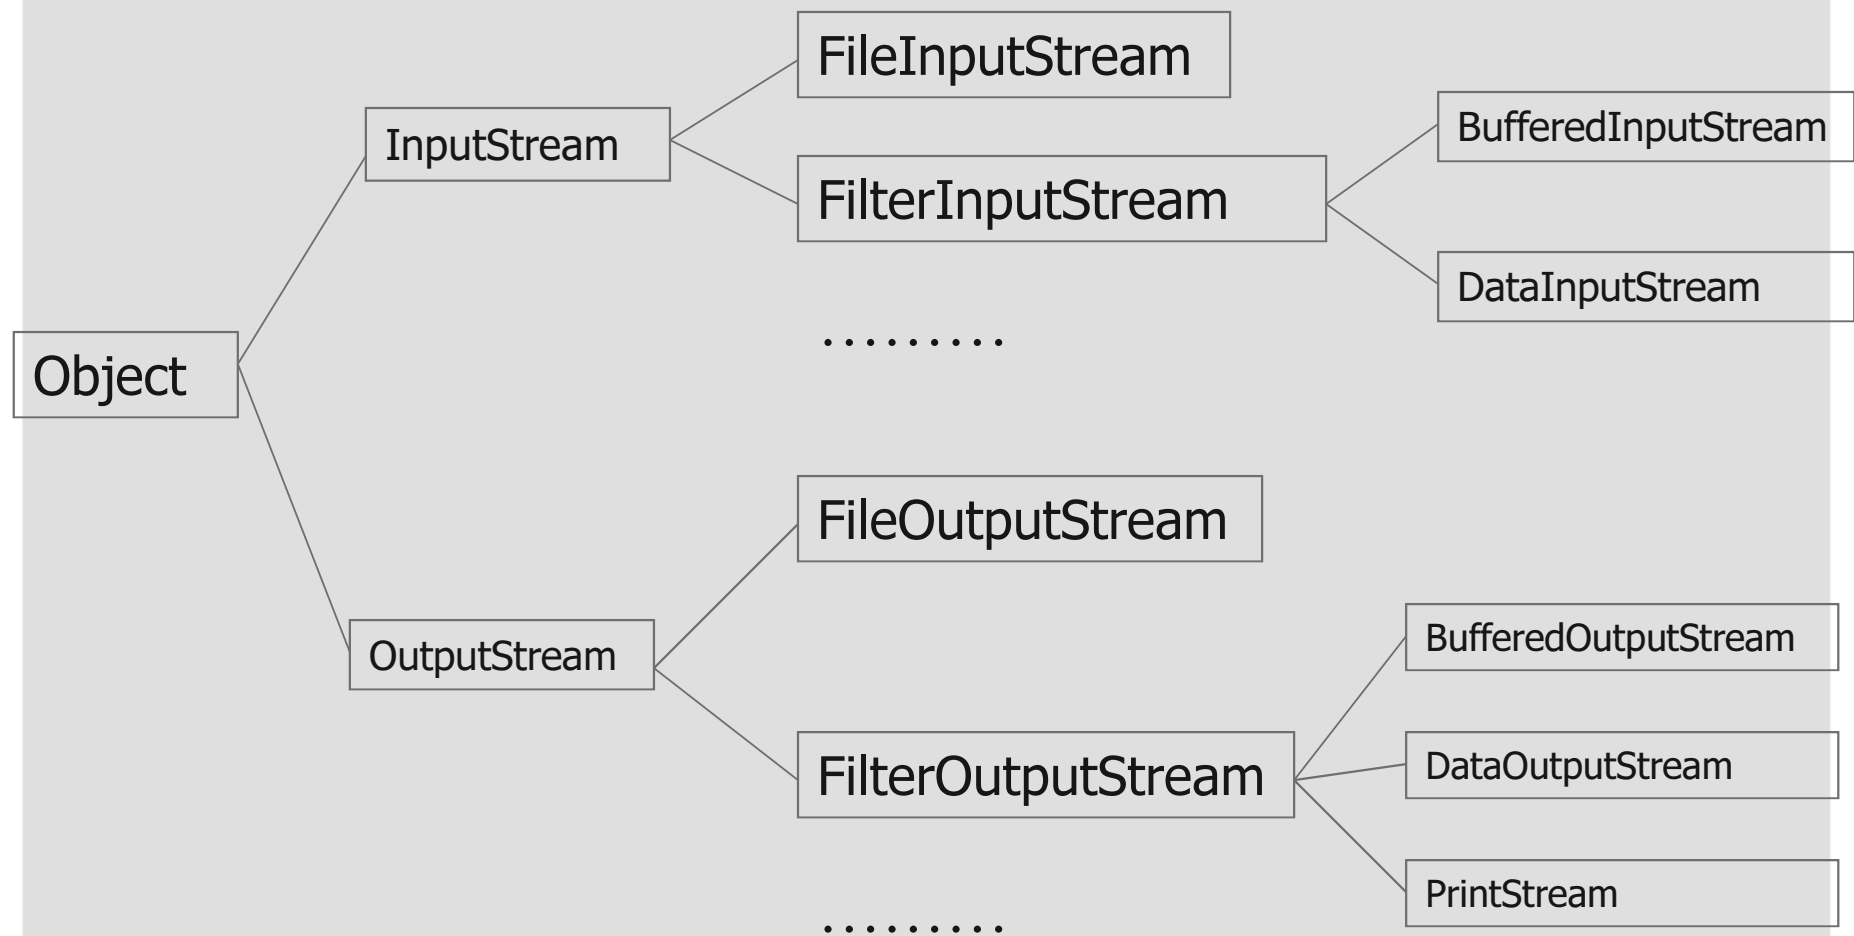 FileInputStream
InputStream
BufferedInputStream
FilterInputStream
DataInputStream
.........
Object
FileOutputStream
OutputStream
BufferedOutputStream
FilterOutputStream
DataOutputStream
PrintStream
.........